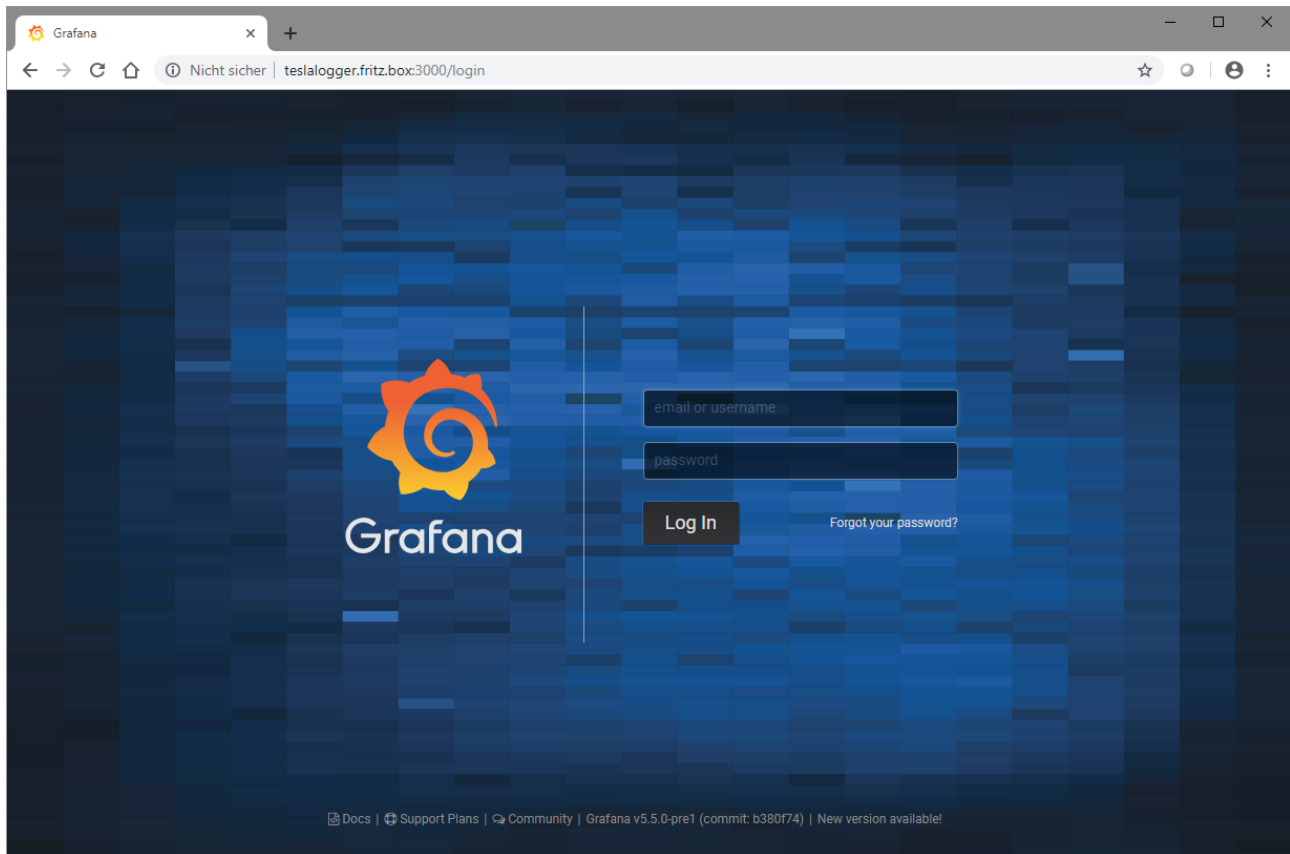 Grafana
Nicht sicher | teslalogger.fritz.box:3000/login
email or username
password
Log In
Forgot your password?
Grafana
Docs | Support Plans | Community | Grafana v5.5.0-pre1 (commit: b380f74) | New version available!